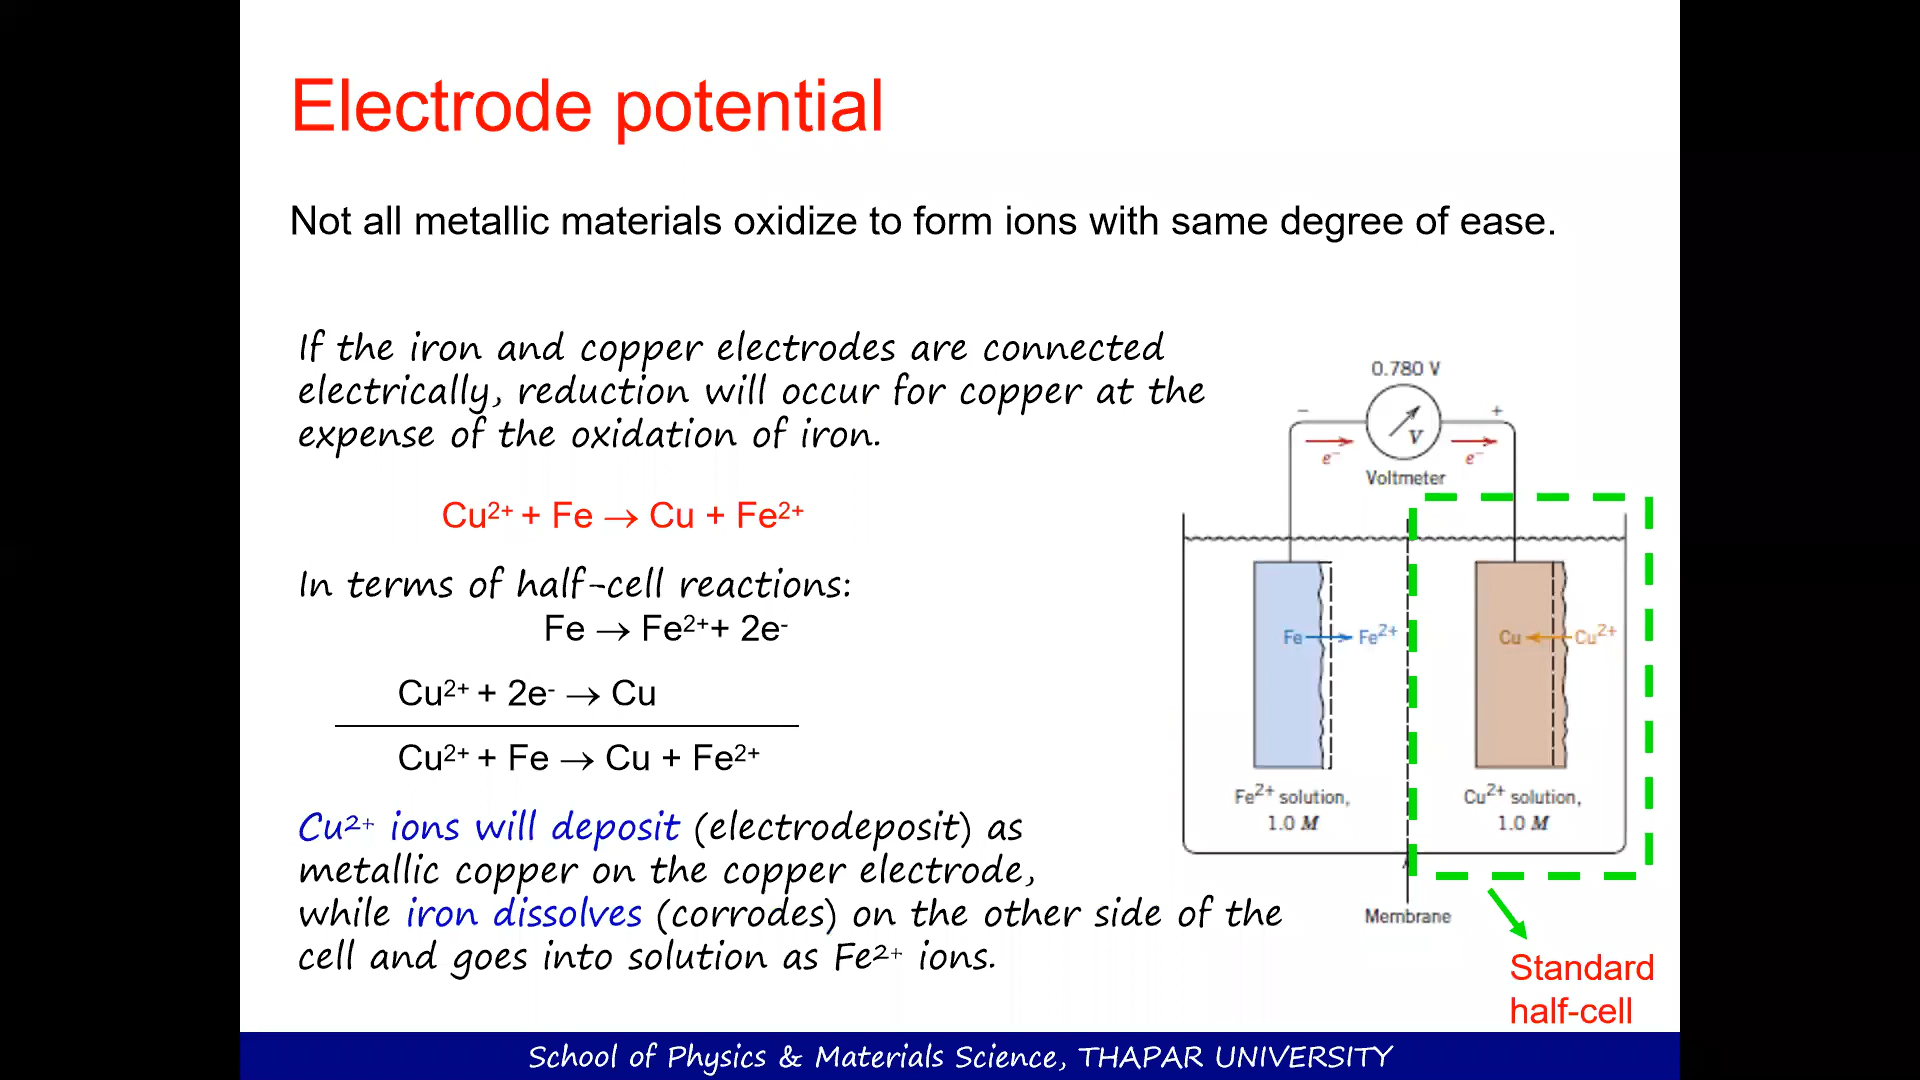 Electrode potential
Not all metallic materials oxidize to form ions with same degree of ease.
If the iron and copper electrodes are connected
electrically, reduction will occur for copper at the
expense of the oxidation of iron.
Cu²⁺ + Fe → Cu + Fe²⁺
In terms of half-cell reactions:
Fe → Fe²⁺+ 2e⁻
Cu²⁺ + 2e⁻ → Cu
Cu²⁺ + Fe → Cu + Fe²⁺
Cu²⁺ ions will deposit (electrodeposit) as
metallic copper on the copper electrode,
while iron dissolves (corrodes) on the other side of the
cell and goes into solution as Fe²⁺ ions.
0.780 V
− +
V
e⁻ e⁻
Voltmeter
Fe Fe²⁺
Cu Cu²⁺
Fe²⁺ solution,
1.0 M
Cu²⁺ solution,
1.0 M
Membrane
Standard
half-cell
School of Physics & Materials Science, THAPAR UNIVERSITY